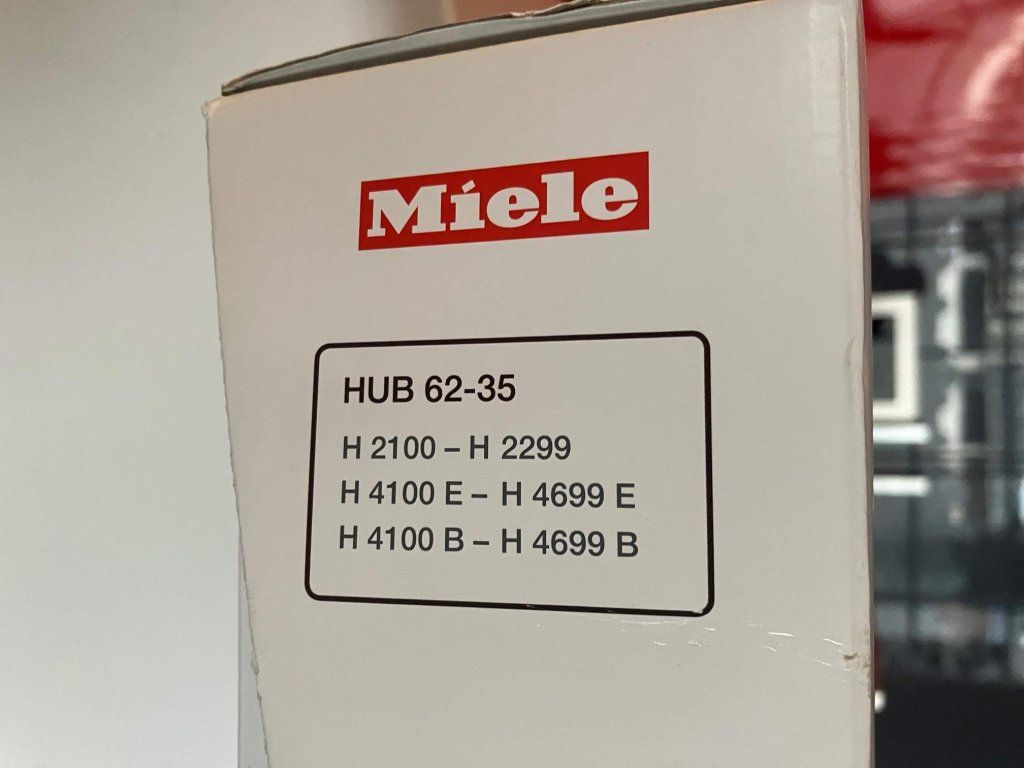 Miele
HUB 62-35
H 2100 – H 2299
H 4100 E – H 4699 E
H 4100 B – H 4699 B